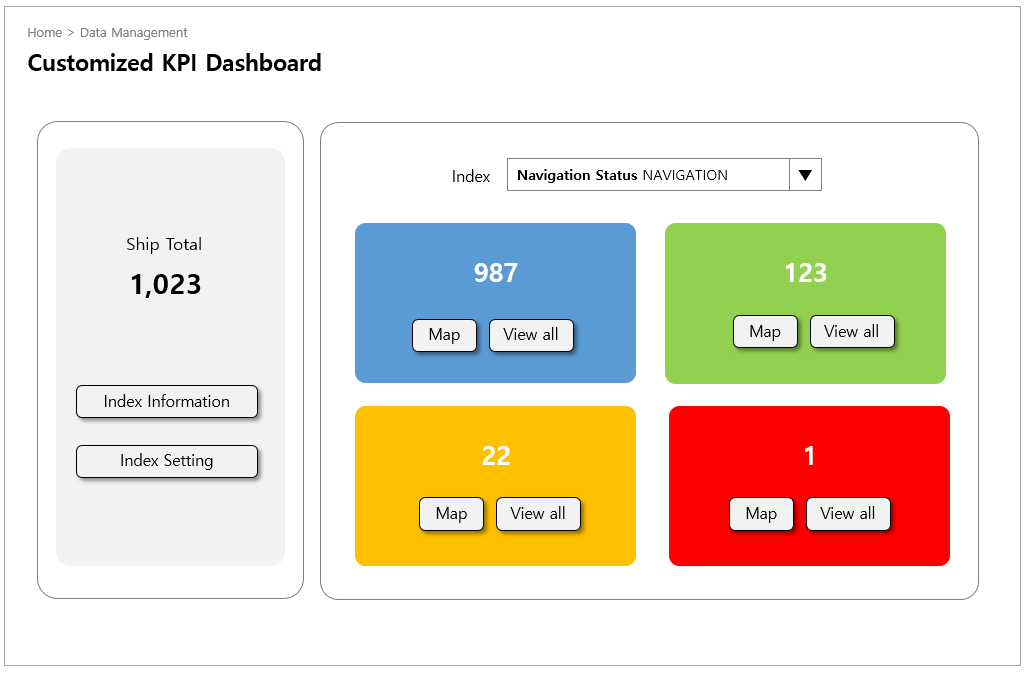 Home > Data Management
Customized KPI Dashboard
Ship Total
1,023
Index Information
Index Setting
Index Navigation Status NAVIGATION
987
Map View all
123
Map View all
22
Map View all
1
Map View all